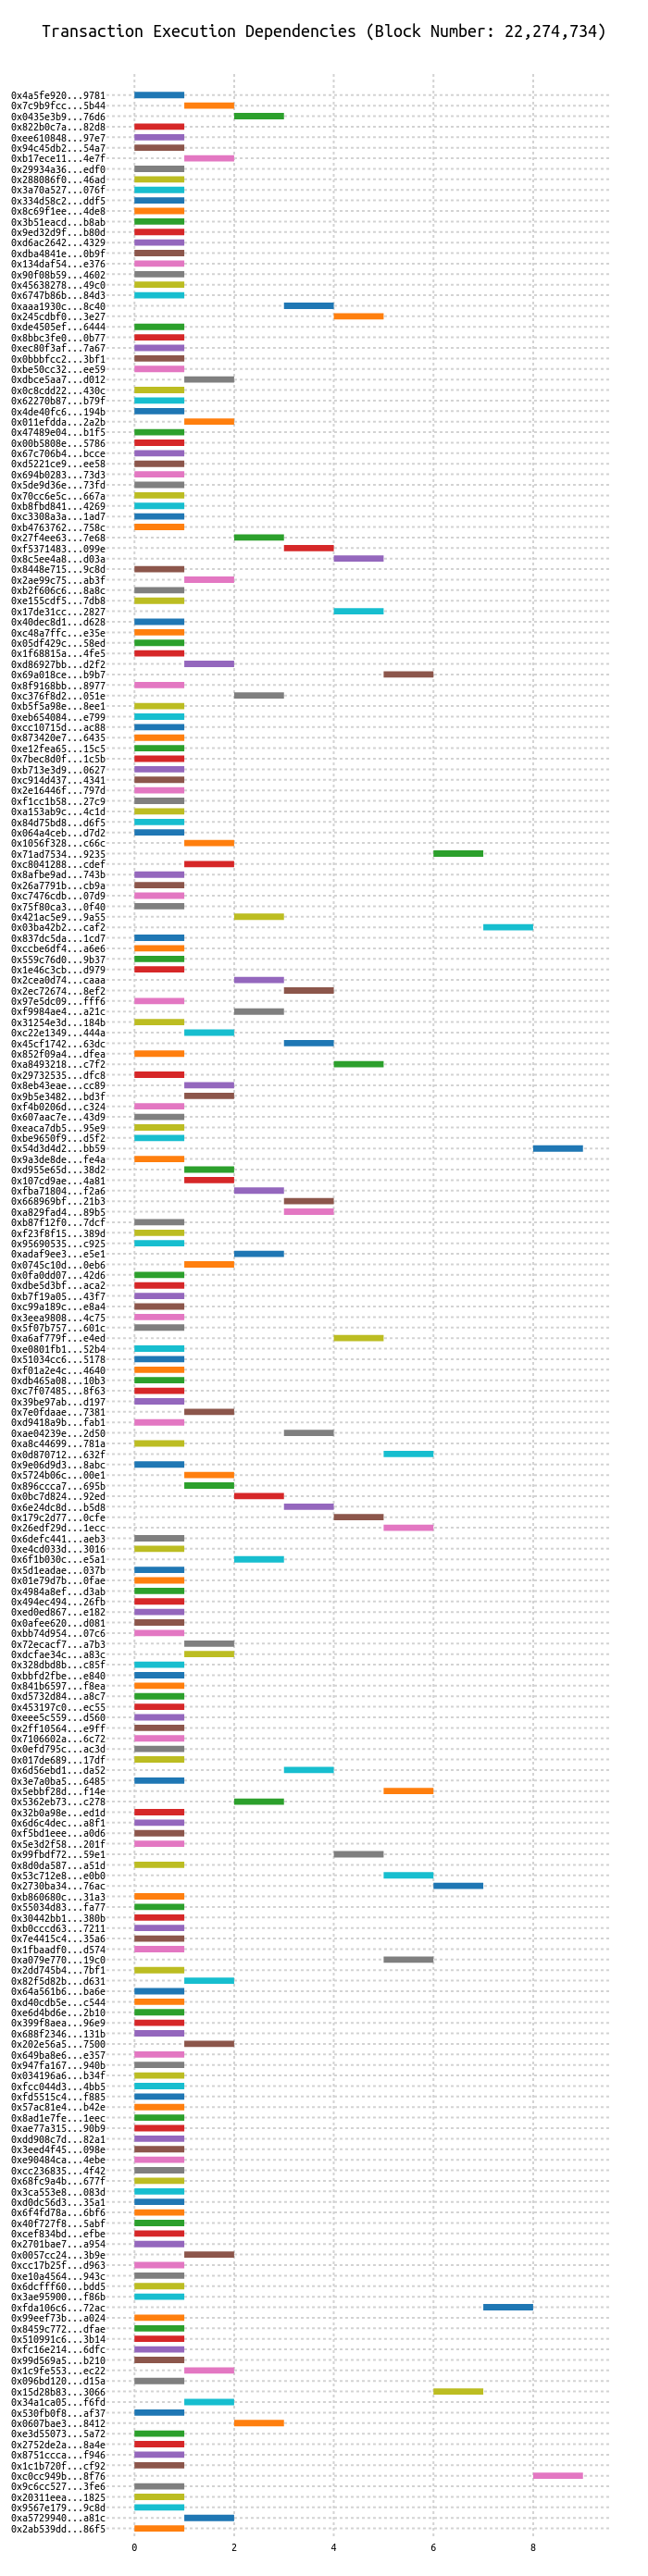 Transaction Execution Dependencies (Block Number: 22,274,734)
0x4a5fe920...9781
0x7c9b9fcc...5b44
0x0435e3b9...76d6
0x822b0c7a...82d8
0xee610848...97e7
0x94c45db2...54a7
0xb17ece11...4e7f
0x29934a36...edf0
0x288086f0...46ad
0x3a70a527...076f
0x334d58c2...ddf5
0x8c69f1ee...4de8
0x3b51eacd...b8ab
0x9ed32d9f...b80d
0xd6ac2642...4329
0xdba4841e...0b9f
0x134daf54...e376
0x90f08b59...4602
0x45638278...49c0
0x6747b86b...84d3
0xaaa1930c...8c40
0x245cdbf0...3e27
0xde4505ef...6444
0x8bbc3fe0...0b77
0xec80f3af...7a67
0x0bbbfcc2...3bf1
0xbe50cc32...ee59
0xdbce5aa7...d012
0x0c8cdd22...430c
0x62270b87...b79f
0x4de40fc6...194b
0x011efdda...2a2b
0x47489e04...b1f5
0x00b5808e...5786
0x67c706b4...bcce
0xd5221ce9...ee58
0x694b0283...73d3
0x5de9d36e...73fd
0x70cc6e5c...667a
0xb8fbd841...4269
0xc3308a3a...1ad7
0xb4763762...758c
0x27f4ee63...7e68
0xf5371483...099e
0x8c5ee4a8...d03a
0x8448e715...9c8d
0x2ae99c75...ab3f
0xb2f606c6...8a8c
0xe155cdf5...7db8
0x17de31cc...2827
0x40dec8d1...d628
0xc48a7ffc...e35e
0x05df429c...58ed
0x1f68815a...4fe5
0xd86927bb...d2f2
0x69a018ce...b9b7
0x8f9168bb...8977
0xc376f8d2...051e
0xb5f5a98e...8ee1
0xeb654084...e799
0xcc10715d...ac88
0x873420e7...6435
0xe12fea65...15c5
0x7bec8d0f...1c5b
0xb713e3d9...0627
0xc914d437...4341
0x2e16446f...797d
0xf1cc1b58...27c9
0xa153ab9c...4c1d
0x84d75bd8...d6f5
0x064a4ceb...d7d2
0x1056f328...c66c
0x71ad7534...9235
0xc8041288...cdef
0x8afbe9ad...743b
0x26a7791b...cb9a
0xc7476cdb...07d9
0x75f80ca3...0f40
0x421ac5e9...9a55
0x03ba42b2...caf2
0x837dc5da...1cd7
0xccbe6df4...a6e6
0x559c76d0...9b37
0x1e46c3cb...d979
0x2cea0d74...caaa
0x2ec72674...8ef2
0x97e5dc09...fff6
0xf9984ae4...a21c
0x31254e3d...184b
0xc22e1349...444a
0x45cf1742...63dc
0x852f09a4...dfea
0xa8493218...c7f2
0x29732535...dfc8
0x8eb43eae...cc89
0x9b5e3482...bd3f
0xf4b0206d...c324
0x607aac7e...43d9
0xeaca7db5...95e9
0xbe9650f9...d5f2
0x54d3d4d2...bb59
0x9a3de8de...fe4a
0xd955e65d...38d2
0x107cd9ae...4a81
0xfba71804...f2a6
0x668969bf...21b3
0xa829fad4...89b5
0xb87f12f0...7dcf
0xf23f8f15...389d
0x95690535...c925
0xadaf9ee3...e5e1
0x0745c10d...0eb6
0x0fa0dd07...42d6
0xdbe5d3bf...aca2
0xb7f19a05...43f7
0xc99a189c...e8a4
0x3eea9808...4c75
0x5f07b757...601c
0xa6af779f...e4ed
0xe0801fb1...52b4
0x51034cc6...5178
0xf01a2e4c...4640
0xdb465a08...10b3
0xc7f07485...8f63
0x39be97ab...d197
0x7e0fdaae...7381
0xd9418a9b...fab1
0xae04239e...2d50
0xa8c44699...781a
0x0d870712...632f
0x9e06d9d3...8abc
0x5724b06c...00e1
0x896ccca7...695b
0x0bc7d824...92ed
0x6e24dc8d...b5d8
0x179c2d77...0cfe
0x26edf29d...1ecc
0x6defc441...aeb3
0xe4cd033d...3016
0x6f1b030c...e5a1
0x5d1eadae...037b
0x01e79d7b...0fae
0x4984a8ef...d3ab
0x494ec494...26fb
0xed0ed867...e182
0x0afee620...d081
0xbb74d954...07c6
0x72ecacf7...a7b3
0xdcfae34c...a83c
0x328dbd8b...c85f
0xbbfd2fbe...e840
0x841b6597...f8ea
0xd5732d84...a8c7
0x453197c0...ec55
0xeee5c559...d560
0x2ff10564...e9ff
0x7106602a...6c72
0x0efd795c...ac3d
0x017de689...17df
0x6d56ebd1...da52
0x3e7a0ba5...6485
0x5ebbf28d...f14e
0x5362eb73...c278
0x32b0a98e...ed1d
0x6d6c4dec...a8f1
0xf5bd1eee...a0d6
0x5e3d2f58...201f
0x99fbdf72...59e1
0x8d0da587...a51d
0x53c712e8...e0b0
0x2730ba34...76ac
0xb860680c...31a3
0x55034d83...fa77
0x30442bb1...380b
0xb0cccd63...7211
0x7e4415c4...35a6
0x1fbaadf0...d574
0xa079e770...19c0
0x2dd745b4...7bf1
0x82f5d82b...d631
0x64a561b6...ba6e
0xd40cdb5e...c544
0xe6d4bd6e...2b10
0x399f8aea...96e9
0x688f2346...131b
0x202e56a5...7500
0x649ba8e6...e357
0x947fa167...940b
0x034196a6...b34f
0xfcc044d3...4bb5
0xfd5515c4...f885
0x57ac81e4...b42e
0x8ad1e7fe...1eec
0xae77a315...90b9
0xdd908c7d...82a1
0x3eed4f45...098e
0xe90484ca...4ebe
0xcc236835...4f42
0x68fc9a4b...677f
0x3ca553e8...083d
0xd0dc56d3...35a1
0x6f4fd78a...6bf6
0x40f727f8...5abf
0xcef834bd...efbe
0x2701bae7...a954
0x0057cc24...3b9e
0xcc17b25f...d963
0xe10a4564...943c
0x6dcfff60...bdd5
0x3ae95900...f86b
0xfda106c6...72ac
0x99eef73b...a024
0x8459c772...dfae
0x510991c6...3b14
0xfc16e214...6dfc
0x99d569a5...b210
0x1c9fe553...ec22
0x096bd120...d15a
0x15d28b83...3066
0x34a1ca05...f6fd
0x530fb0f8...af37
0x0607bae3...8412
0xe3d55073...5a72
0x2752de2a...8a4e
0x8751ccca...f946
0x1c1b720f...cf92
0xc0cc949b...8f76
0x9c6cc527...3fe6
0x20311eea...1825
0x9567e179...9c8d
0xa5729940...a81c
0x2ab539dd...86f5
0 2 4 6 8